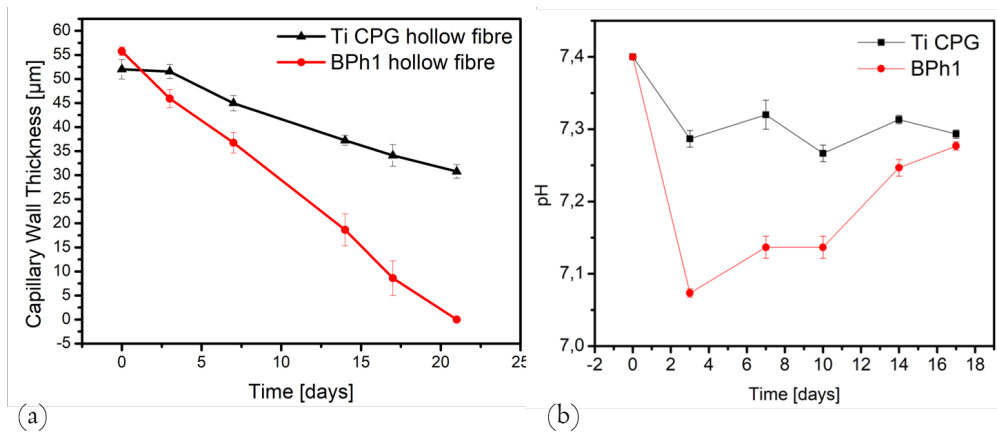 60
55
50
45
40
35
30
25
20
15
10
5
0
-5
Capillary Wall Thickness [µm]
Ti CPG hollow fibre
BPh1 hollow fibre
0 5 10 15 20 25
Time [days]
(a)
7,4
7,3
7,2
7,1
7,0
pH
Ti CPG
BPh1
-2 0 2 4 6 8 10 12 14 16 18
Time [days]
(b)